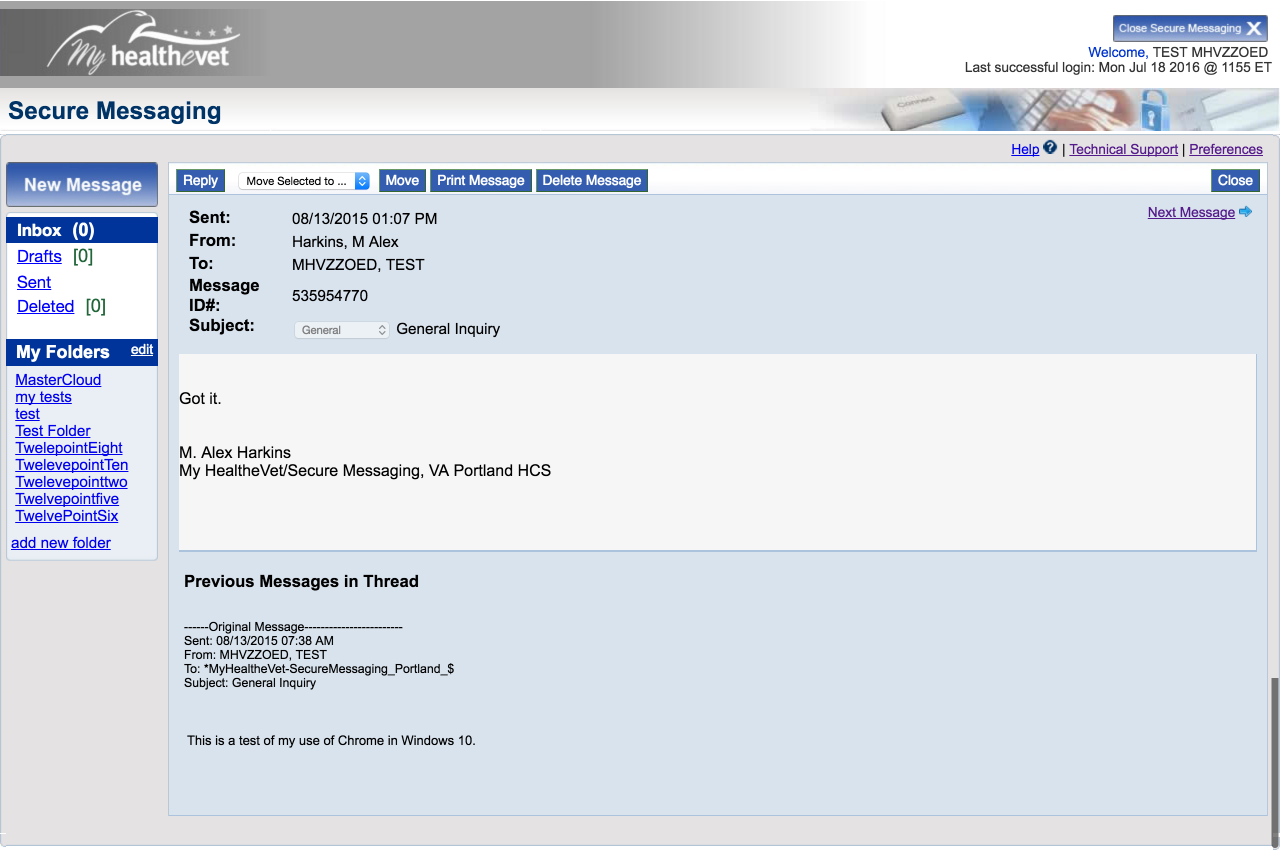 My healthevet
Close Secure Messaging X
Welcome, TEST MHVZZOED
Last successful login: Mon Jul 18 2016 @ 1155 ET
Secure Messaging
Connect
Help ? | Technical Support | Preferences
New Message
Inbox (0)
Drafts [0]
Sent
Deleted [0]
My Folders edit
MasterCloud
my tests
test
Test Folder
TwelepointEight
TwelevepointTen
Twelevepointtwo
Twelvepointfive
TwelvePointSix
add new folder
Reply Move Selected to ... Move Print Message Delete Message Close
Next Message
Sent: 08/13/2015 01:07 PM
From: Harkins, M Alex
To: MHVZZOED, TEST
Message
ID#: 535954770
Subject: General General Inquiry
Got it.
M. Alex Harkins
My HealtheVet/Secure Messaging, VA Portland HCS
Previous Messages in Thread
------Original Message------------------------
Sent: 08/13/2015 07:38 AM
From: MHVZZOED, TEST
To: *MyHealtheVet-SecureMessaging_Portland_$
Subject: General Inquiry
This is a test of my use of Chrome in Windows 10.